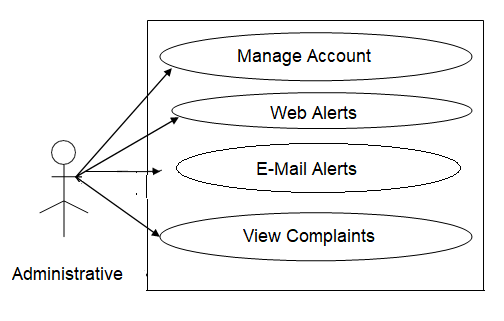 Manage Account
Web Alerts
E-Mail Alerts
View Complaints
Administrative